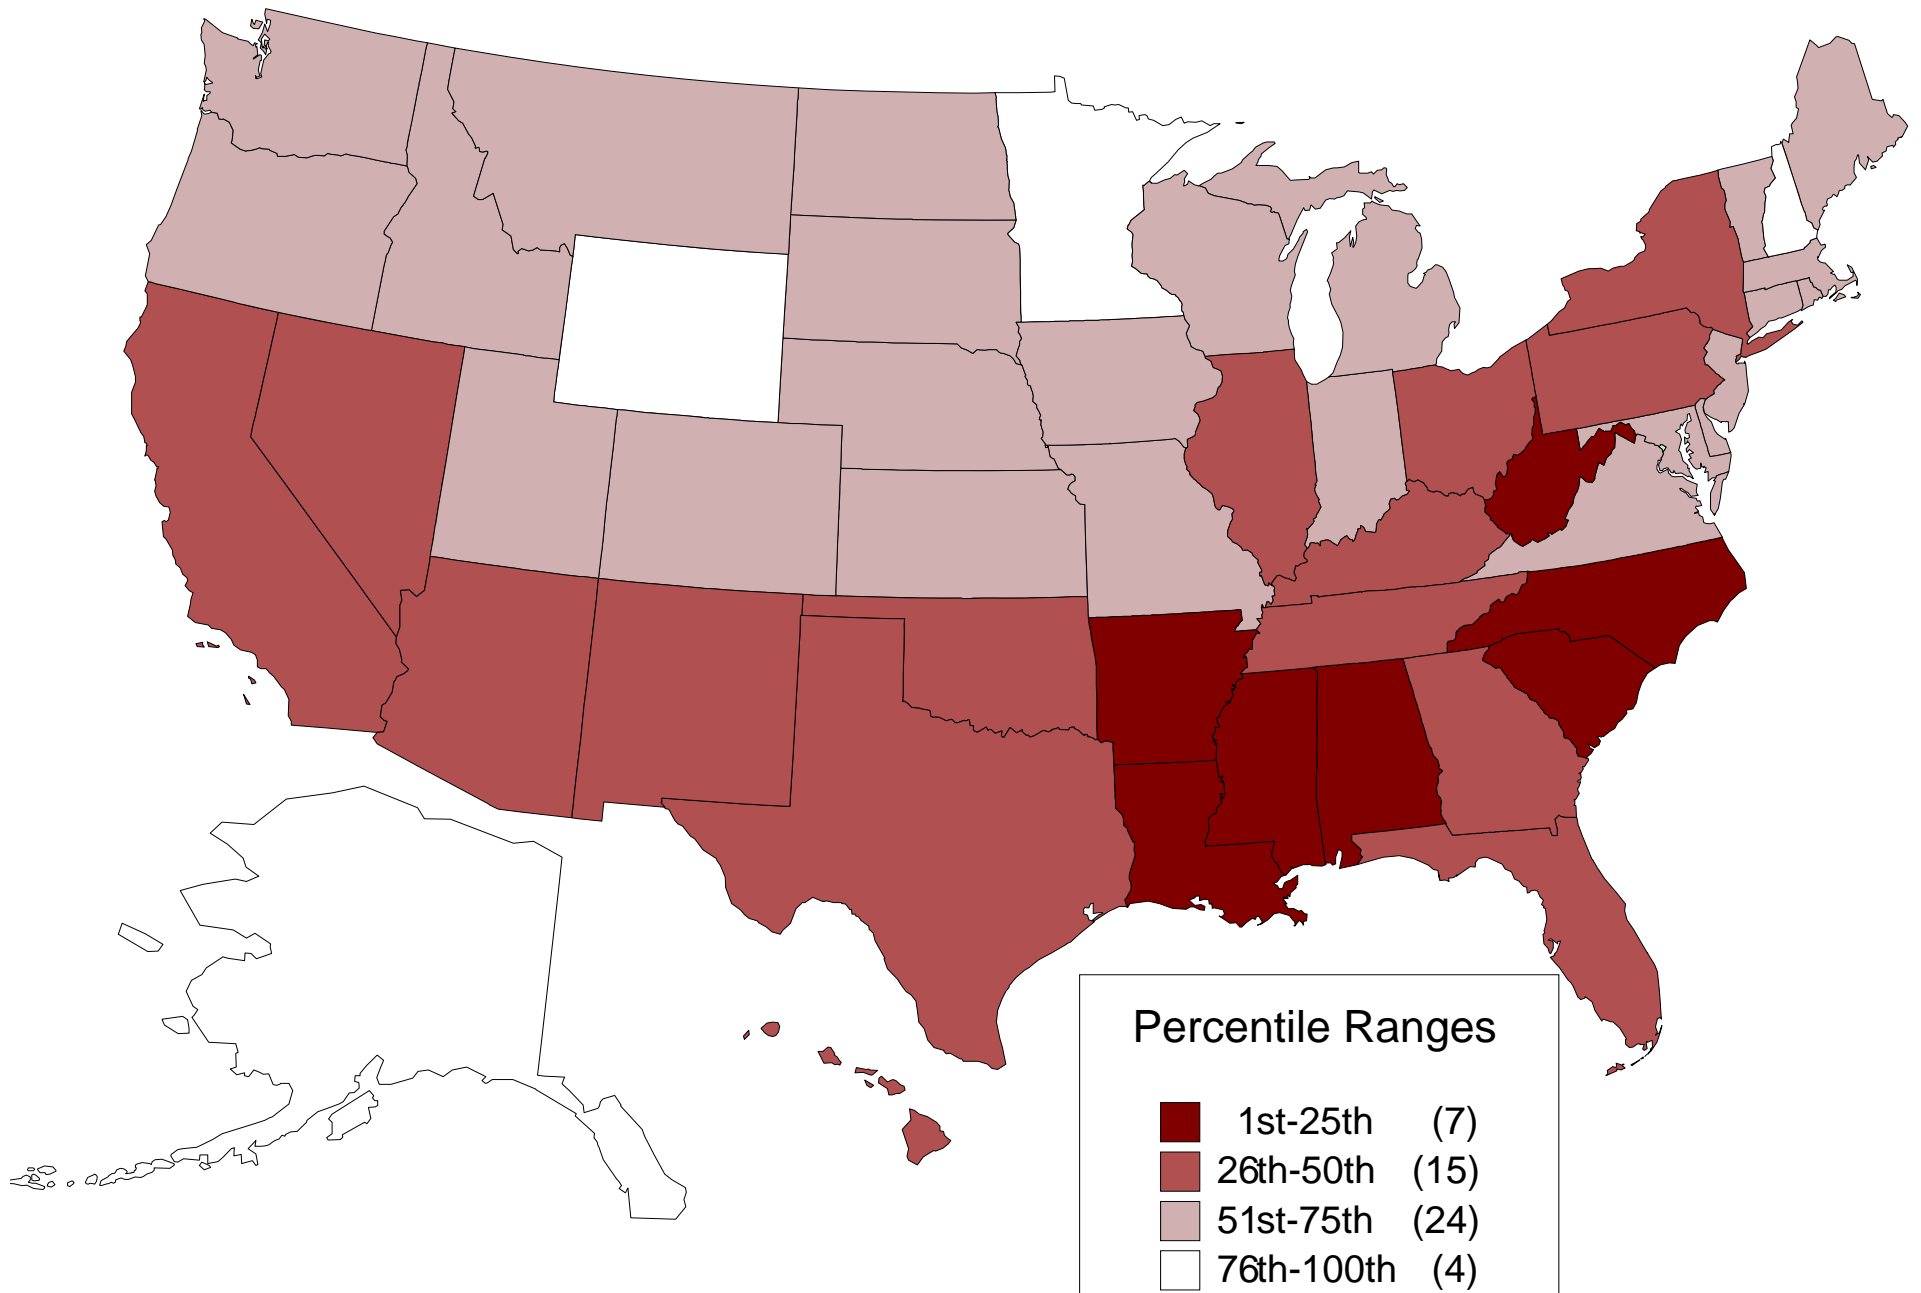 Percentile Ranges
1st-25th (7)
26th-50th (15)
51st-75th (24)
76th-100th (4)